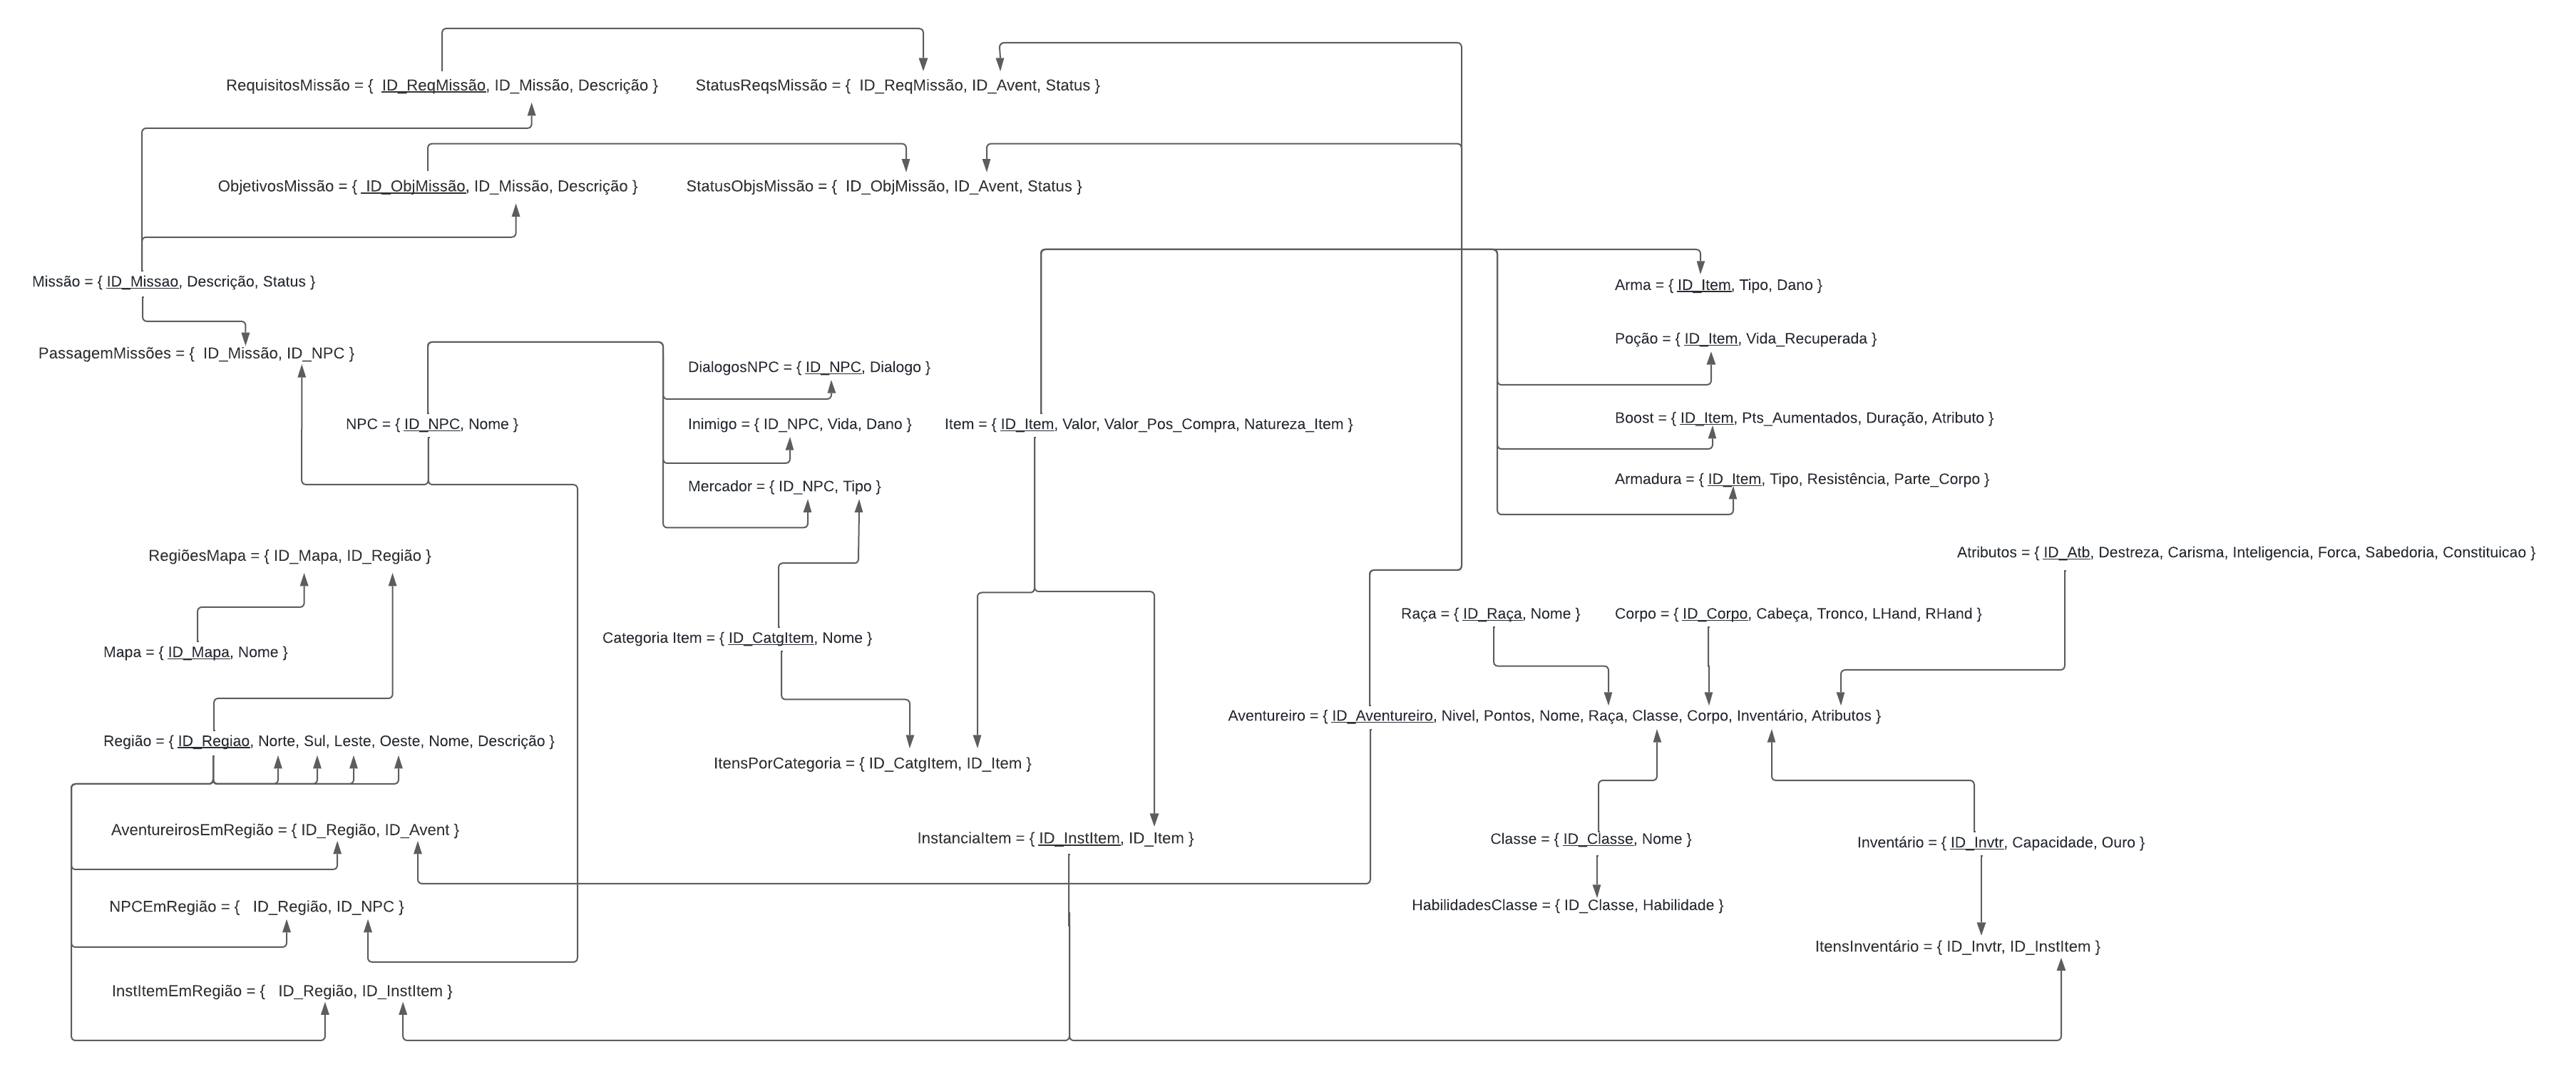 RequisitosMissão = {  ID_ReqMissão, ID_Missão, Descrição }
StatusReqsMissão = {  ID_ReqMissão, ID_Avent, Status }
ObjetivosMissão = {  ID_ObjMissão, ID_Missão, Descrição }
StatusObjsMissão = {  ID_ObjMissão, ID_Avent, Status }
Missão = { ID_Missao, Descrição, Status }
Arma = { ID_Item, Tipo, Dano }
Poção = { ID_Item, Vida_Recuperada }
PassagemMissões = {  ID_Missão, ID_NPC }
DialogosNPC = { ID_NPC, Dialogo }
Boost = { ID_Item, Pts_Aumentados, Duração, Atributo }
NPC = { ID_NPC, Nome }
Inimigo = { ID_NPC, Vida, Dano }
Item = { ID_Item, Valor, Valor_Pos_Compra, Natureza_Item }
Armadura = { ID_Item, Tipo, Resistência, Parte_Corpo }
Mercador = { ID_NPC, Tipo }
RegiõesMapa = { ID_Mapa, ID_Região }
Atributos = { ID_Atb, Destreza, Carisma, Inteligencia, Forca, Sabedoria, Constituicao }
Raça = { ID_Raça, Nome }
Corpo = { ID_Corpo, Cabeça, Tronco, LHand, RHand }
Categoria Item = { ID_CatgItem, Nome }
Mapa = { ID_Mapa, Nome }
Aventureiro = { ID_Aventureiro, Nivel, Pontos, Nome, Raça, Classe, Corpo, Inventário, Atributos }
Região = { ID_Regiao, Norte, Sul, Leste, Oeste, Nome, Descrição }
ItensPorCategoria = { ID_CatgItem, ID_Item }
AventureirosEmRegião = { ID_Região, ID_Avent }
InstanciaItem = { ID_InstItem, ID_Item }
Classe = { ID_Classe, Nome }
Inventário = { ID_Invtr, Capacidade, Ouro }
NPCEmRegião = {   ID_Região, ID_NPC }
HabilidadesClasse = { ID_Classe, Habilidade }
ItensInventário = { ID_Invtr, ID_InstItem }
InstItemEmRegião = {   ID_Região, ID_InstItem }